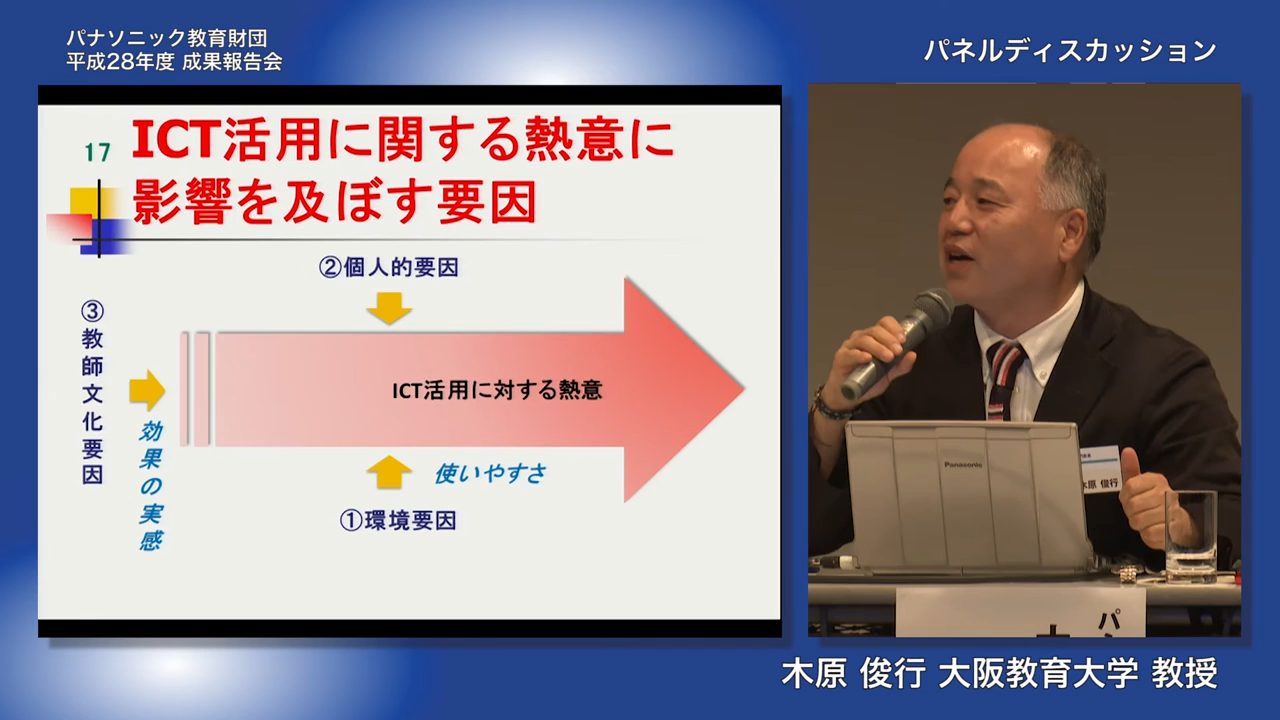 パナソニック教育財団
平成28年度 成果報告会
パネルディスカッション
17
ICT活用に関する熱意に
影響を及ぼす要因
②個人的要因
③教師文化要因
ICT活用に対する熱意
効果の実感
使いやすさ
①環境要因
Panasonic
木原 俊行
パ
木原 俊行 大阪教育大学 教授